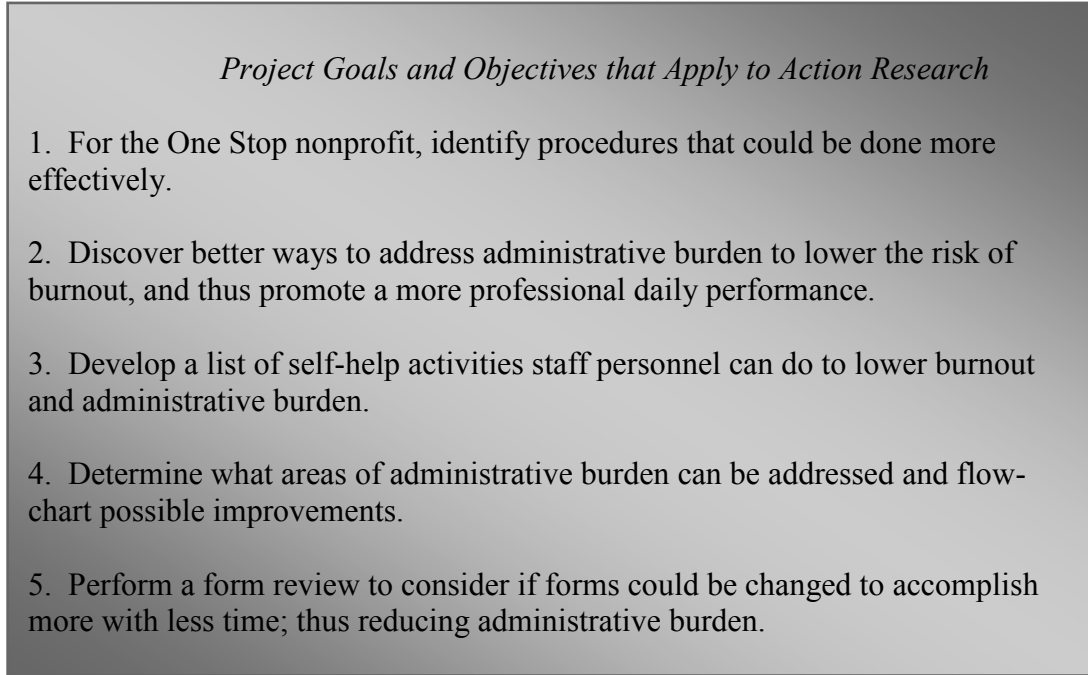 Project Goals and Objectives that Apply to Action Research
1.  For the One Stop nonprofit, identify procedures that could be done more
effectively.
2.  Discover better ways to address administrative burden to lower the risk of
burnout, and thus promote a more professional daily performance.
3.  Develop a list of self-help activities staff personnel can do to lower burnout
and administrative burden.
4.  Determine what areas of administrative burden can be addressed and flow-
chart possible improvements.
5.  Perform a form review to consider if forms could be changed to accomplish
more with less time; thus reducing administrative burden.